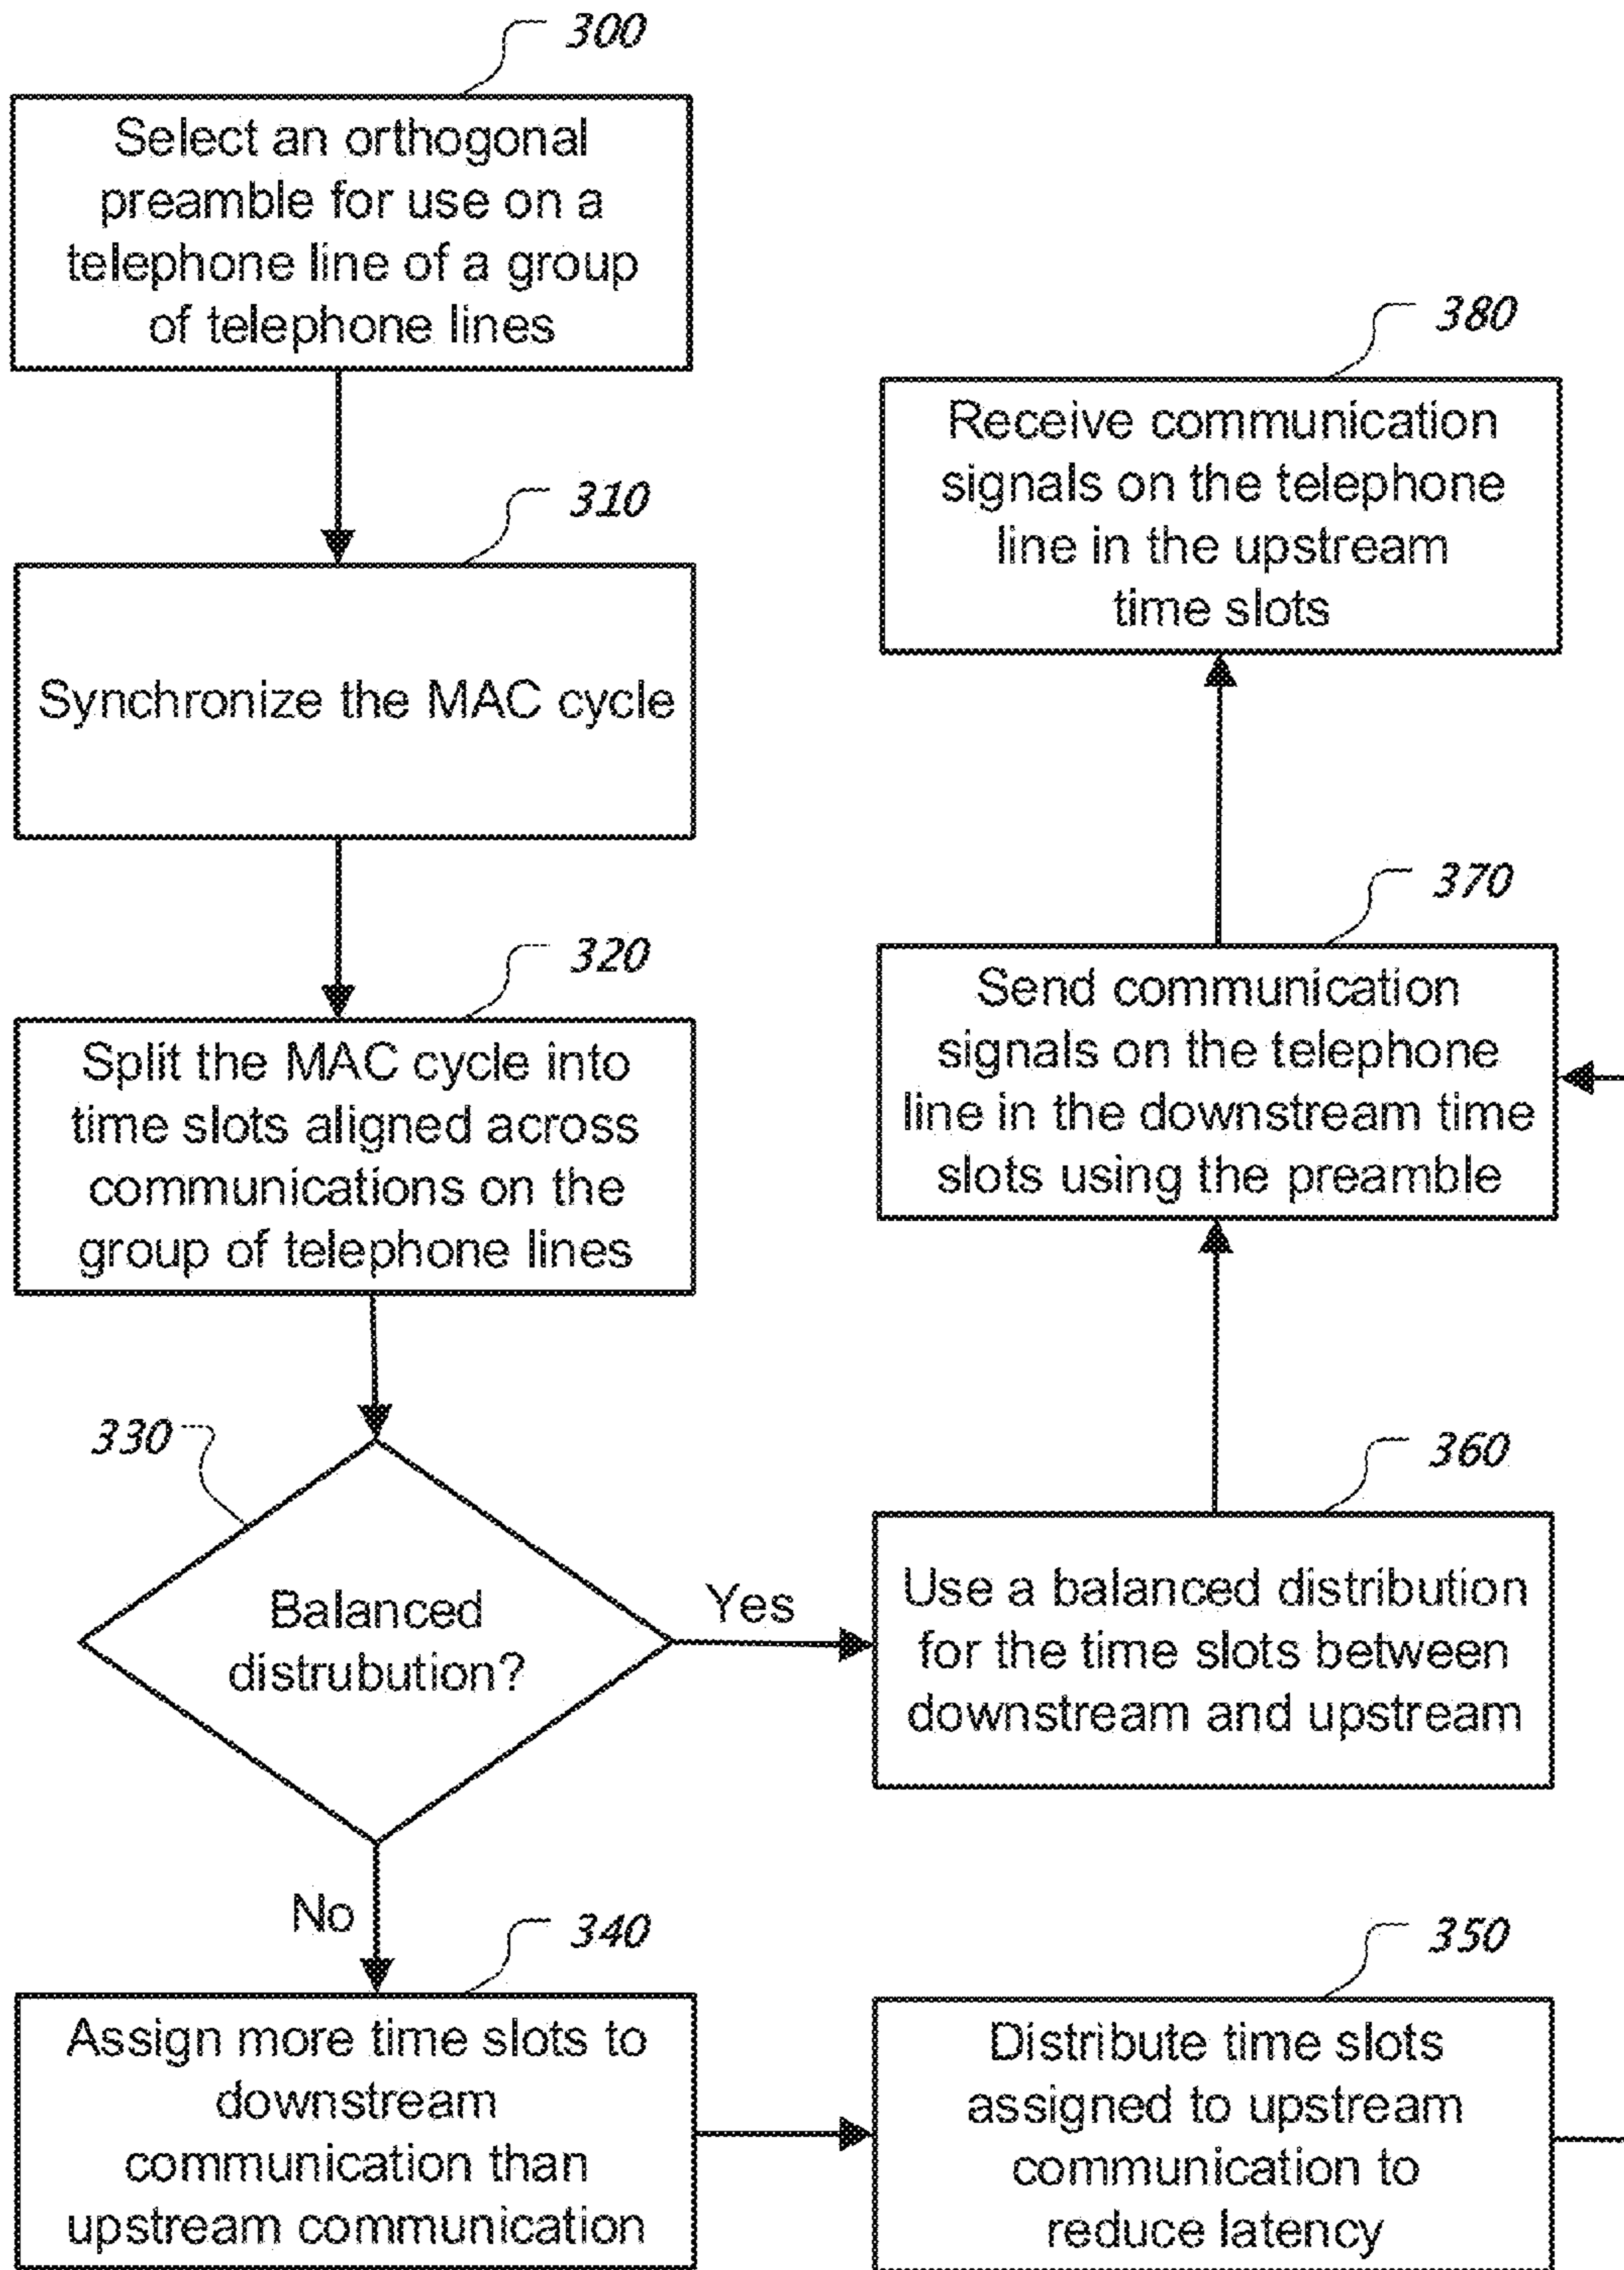 300
Select an orthogonal
preamble for use on a
telephone line of a group
of telephone lines
310
Synchronize the MAC cycle
320
Split the MAC cycle into
time slots aligned across
communications on the
group of telephone lines
330
Balanced
distrubution?
Yes
No
340
Assign more time slots to
downstream
communication than
upstream communication
350
Distribute time slots
assigned to upstream
communication to
reduce latency
360
Use a balanced distribution
for the time slots between
downstream and upstream
370
Send communication
signals on the telephone
line in the downstream time
slots using the preamble
380
Receive communication
signals on the telephone
line in the upstream
time slots